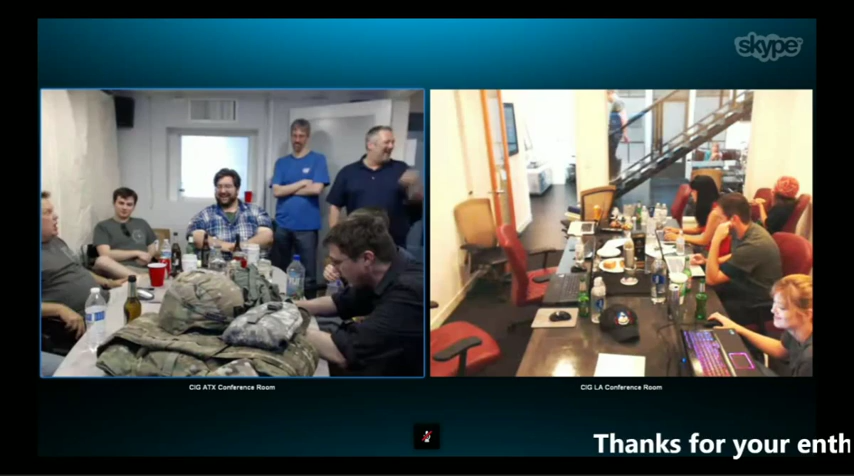 skype
CIG ATX Conference Room
CIG LA Conference Room
Thanks for your enth